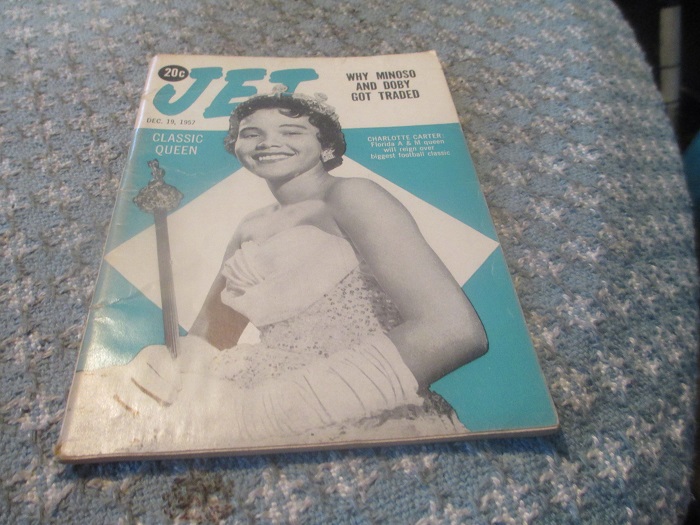 20c
JET
DEC. 19, 1957
WHY MINOSO
AND DOBY
GOT TRADED
CLASSIC
QUEEN
CHARLOTTE CARTER:
Florida A & M queen
will reign over
biggest football classic